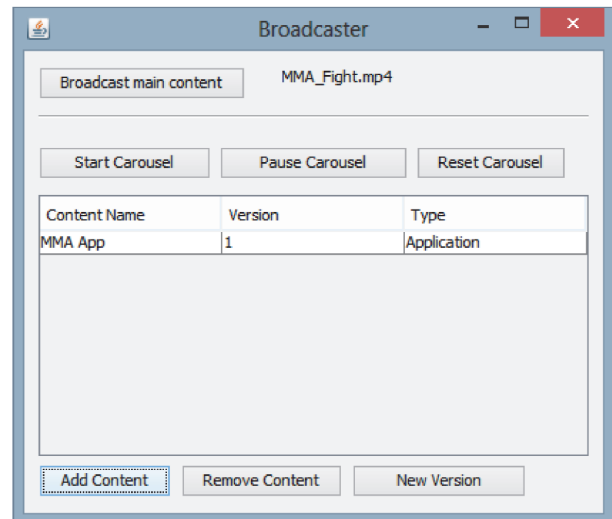 Broadcaster
Broadcast main content MMA_Fight.mp4
Start Carousel Pause Carousel Reset Carousel
Content Name Version Type
MMA App 1 Application
Add Content Remove Content New Version